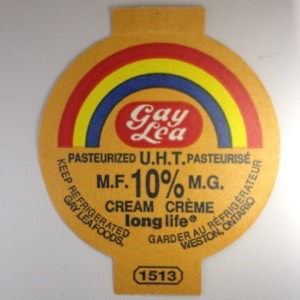 Gay
Lea
PASTEURIZED U.H.T. PASTEURISÉ
M.F. 10% M.G.
CREAM CRÈME
long life®
KEEP REFRIGERATED
GAY LEA FOODS,
GARDER AU RÉFRIGÉRATEUR
WESTON, ONTARIO
1513